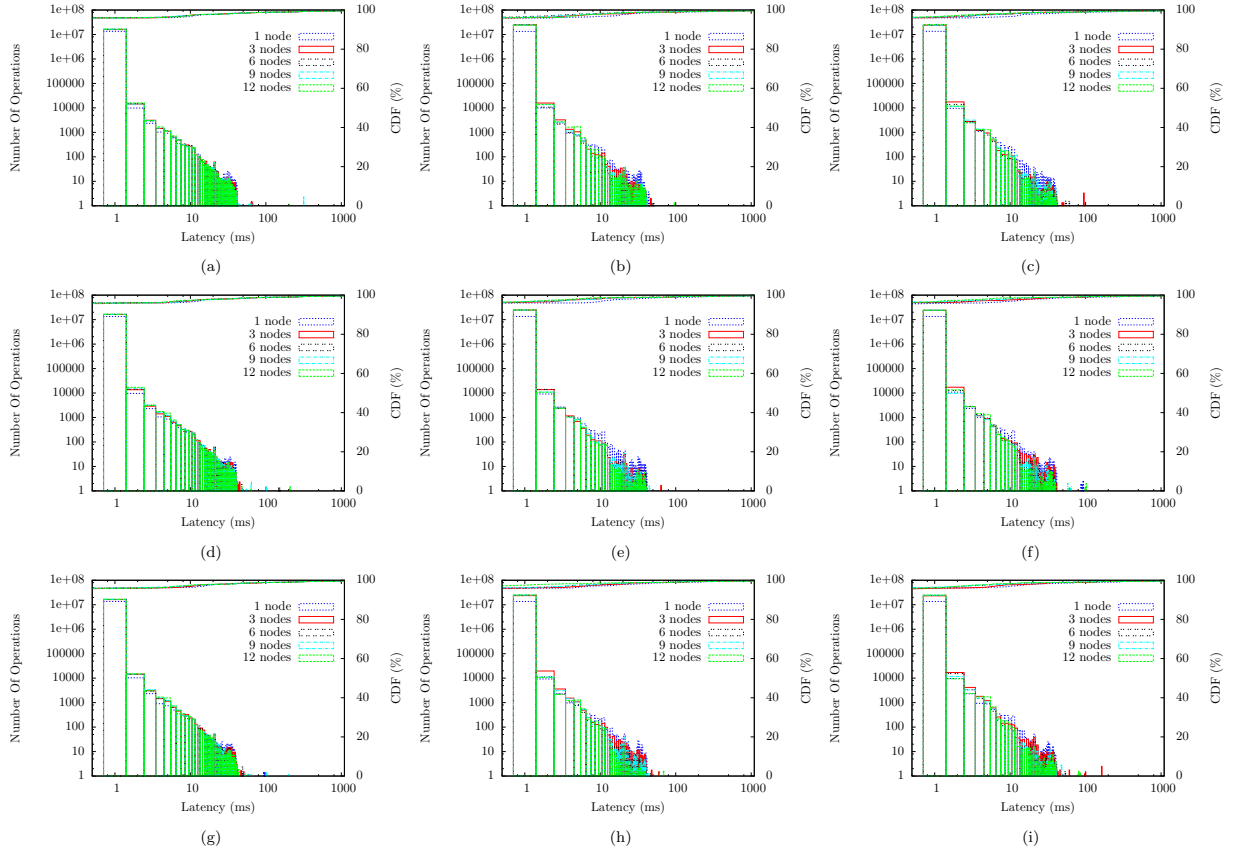 1e+08
1e+07
1e+06
100000
10000
1000
100
10
1
1 10 100 1000
0
20
40
60
80
100
Number Of Operations
CDF (%)
Latency (ms)
1 node
3 nodes
6 nodes
9 nodes
12 nodes
(a)
1e+08
1e+07
1e+06
100000
10000
1000
100
10
1
1 10 100 1000
0
20
40
60
80
100
Number Of Operations
CDF (%)
Latency (ms)
1 node
3 nodes
6 nodes
9 nodes
12 nodes
(b)
1e+08
1e+07
1e+06
100000
10000
1000
100
10
1
1 10 100 1000
0
20
40
60
80
100
Number Of Operations
CDF (%)
Latency (ms)
1 node
3 nodes
6 nodes
9 nodes
12 nodes
(c)
1e+08
1e+07
1e+06
100000
10000
1000
100
10
1
1 10 100 1000
0
20
40
60
80
100
Number Of Operations
CDF (%)
Latency (ms)
1 node
3 nodes
6 nodes
9 nodes
12 nodes
(d)
1e+08
1e+07
1e+06
100000
10000
1000
100
10
1
1 10 100 1000
0
20
40
60
80
100
Number Of Operations
CDF (%)
Latency (ms)
1 node
3 nodes
6 nodes
9 nodes
12 nodes
(e)
1e+08
1e+07
1e+06
100000
10000
1000
100
10
1
1 10 100 1000
0
20
40
60
80
100
Number Of Operations
CDF (%)
Latency (ms)
1 node
3 nodes
6 nodes
9 nodes
12 nodes
(f)
1e+08
1e+07
1e+06
100000
10000
1000
100
10
1
1 10 100 1000
0
20
40
60
80
100
Number Of Operations
CDF (%)
Latency (ms)
1 node
3 nodes
6 nodes
9 nodes
12 nodes
(g)
1e+08
1e+07
1e+06
100000
10000
1000
100
10
1
1 10 100 1000
0
20
40
60
80
100
Number Of Operations
CDF (%)
Latency (ms)
1 node
3 nodes
6 nodes
9 nodes
12 nodes
(h)
1e+08
1e+07
1e+06
100000
10000
1000
100
10
1
1 10 100 1000
0
20
40
60
80
100
Number Of Operations
CDF (%)
Latency (ms)
1 node
3 nodes
6 nodes
9 nodes
12 nodes
(i)